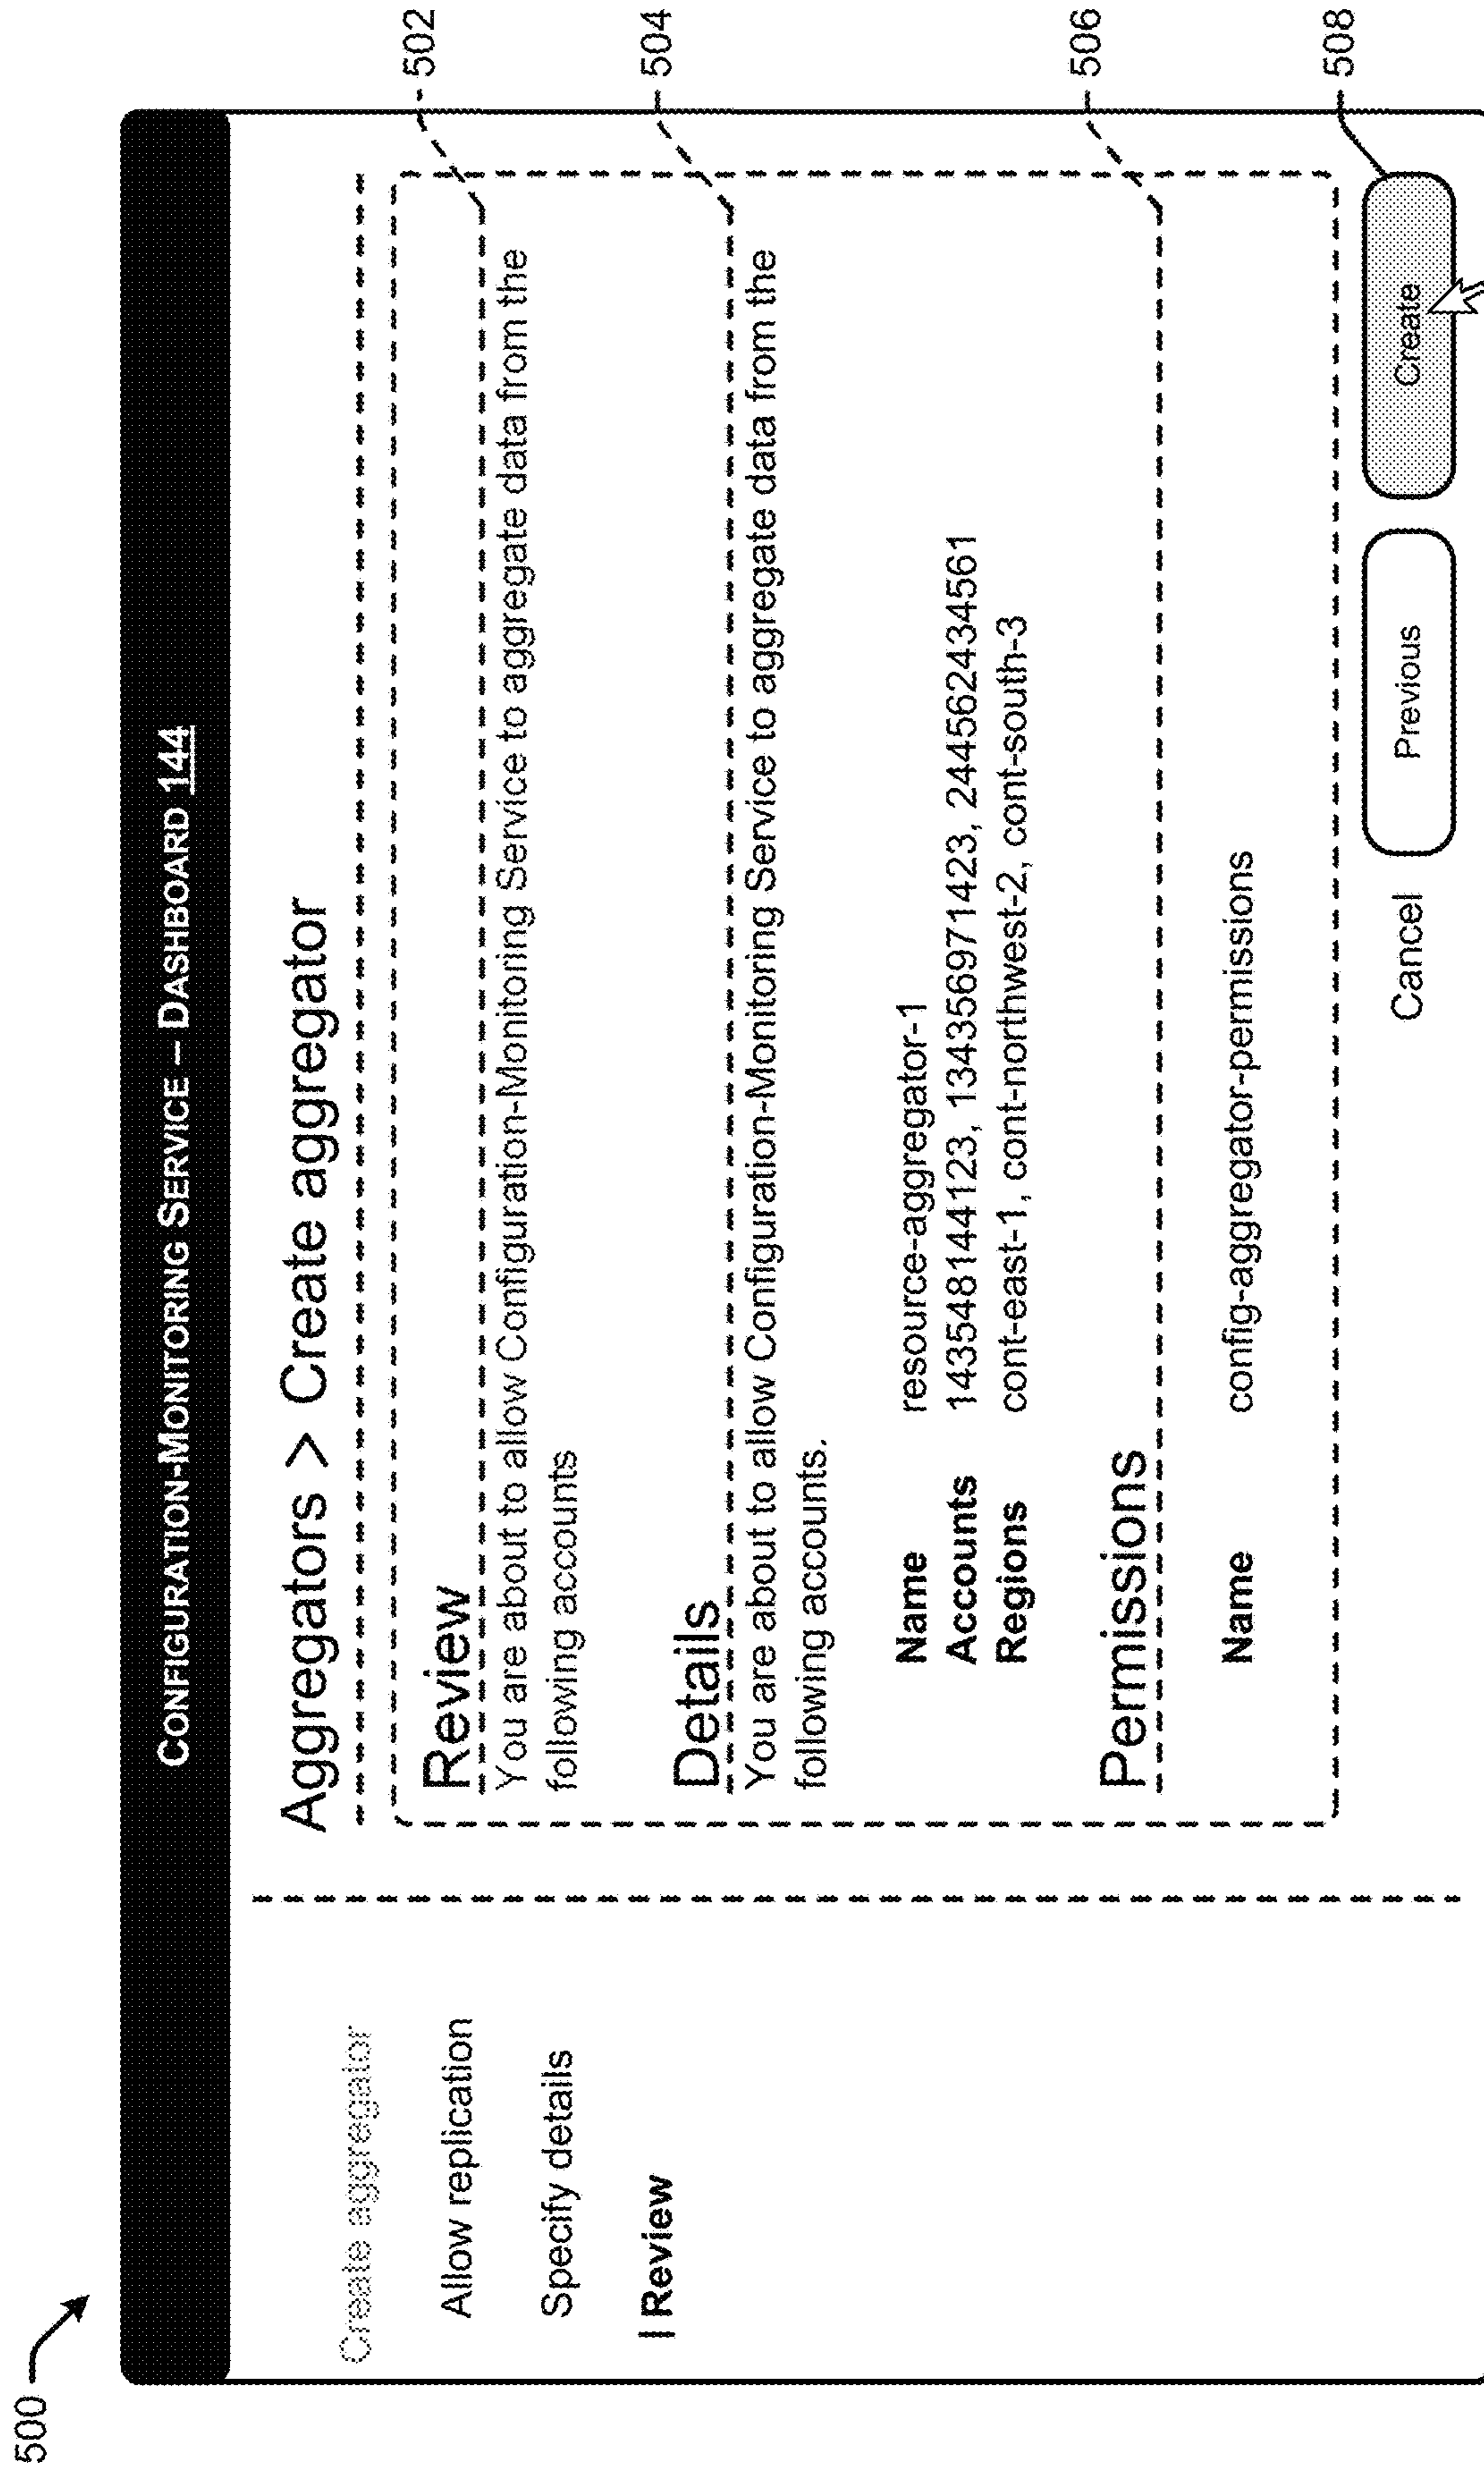 500
CONFIGURATION-MONITORING SERVICE – DASHBOARD 144
Create aggregator
Allow replication
Specify details
Review
Aggregators > Create aggregator
Review
502
You are about to allow Configuration-Monitoring Service to aggregate data from the
following accounts
Details
504
You are about to allow Configuration-Monitoring Service to aggregate data from the
following accounts.
Name resource-aggregator-1
Accounts 143548144123, 134356971423, 244562434561
Regions cont-east-1, cont-northwest-2, cont-south-3
Permissions
506
Name config-aggregator-permissions
508
Cancel Previous Create